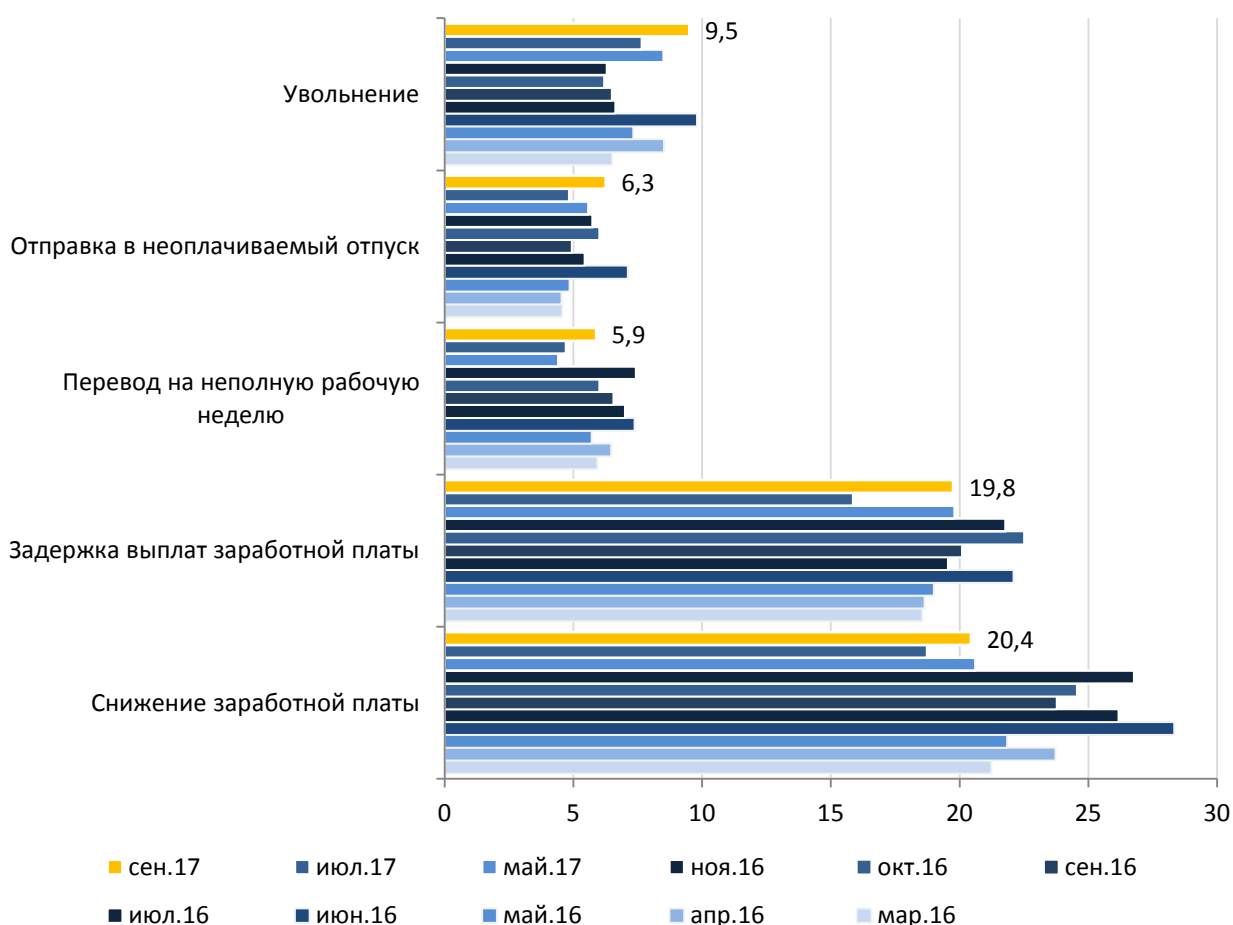 Увольнение
9,5
Отправка в неоплачиваемый отпуск
6,3
Перевод на неполную рабочую
неделю
5,9
Задержка выплат заработной платы
19,8
Снижение заработной платы
20,4
0 5 10 15 20 25 30
сен.17 июл.17 май.17 ноя.16 окт.16 сен.16
июл.16 июн.16 май.16 апр.16 мар.16